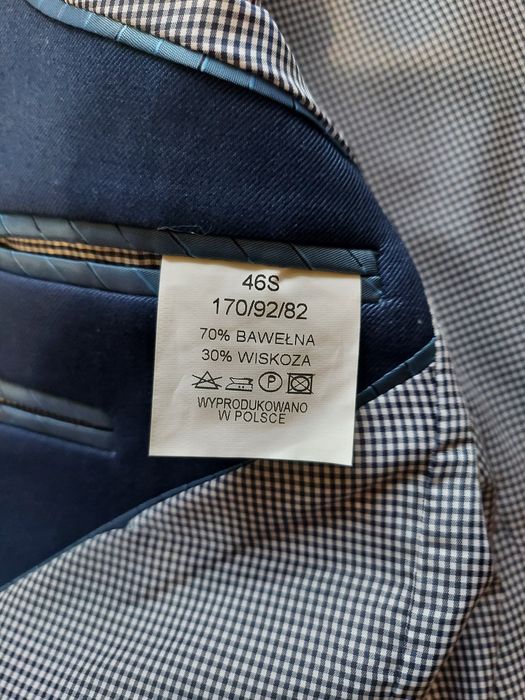 46S
170/92/82
70% BAWEŁNA
30% WISKOZA
P
WYPRODUKOWANO
W POLSCE